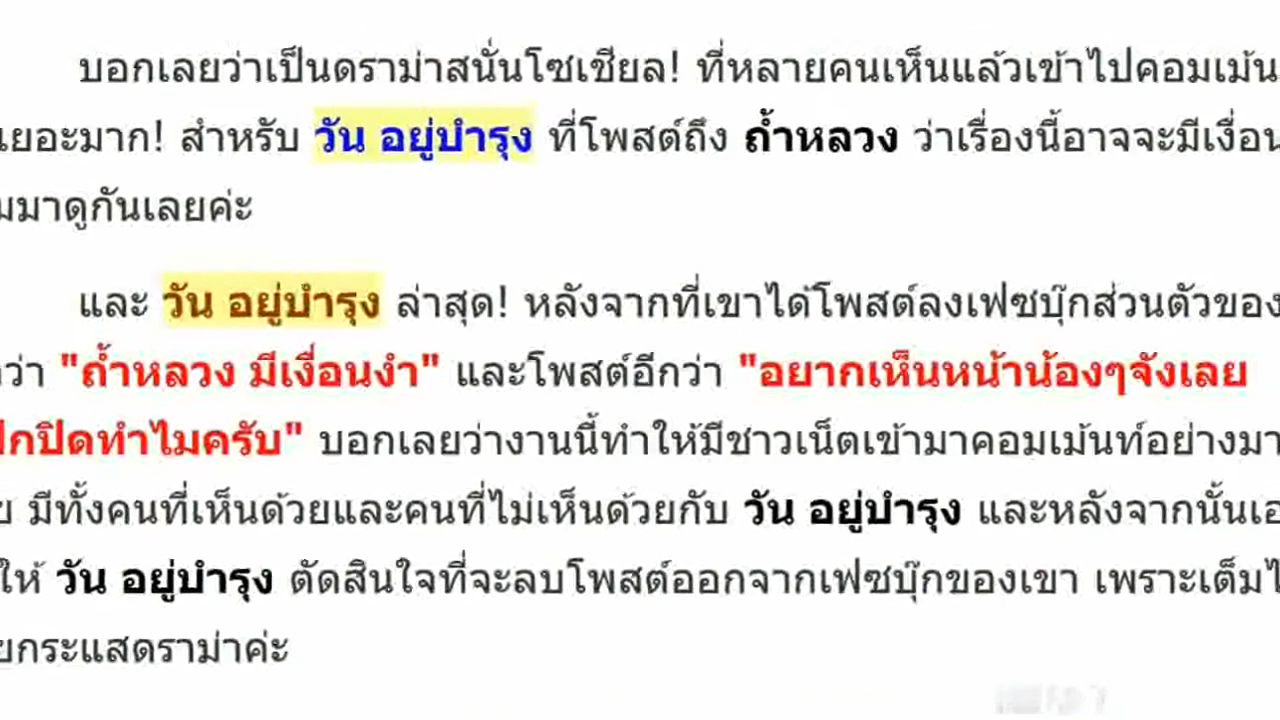 บอกเลยว่าเป็นดราม่าสนั่นโซเชียล! ที่หลายคนเห็นแล้วเข้าไปคอมเม้น
เยอะมาก! สำหรับ วัน อยู่บำรุง ที่โพสต์ถึง ถ้ำหลวง ว่าเรื่องนี้อาจจะมีเงื่อน
มมาดูกันเลยค่ะ
และ วัน อยู่บำรุง ล่าสุด! หลังจากที่เขาได้โพสต์ลงเฟซบุ๊กส่วนตัวของ
ว่า "ถ้ำหลวง มีเงื่อนงำ" และโพสต์อีกว่า "อยากเห็นหน้าน้องๆจังเลย
ปกปิดทำไมครับ" บอกเลยว่างานนี้ทำให้มีชาวเน็ตเข้ามาคอมเม้นท์อย่างมา
ย มีทั้งคนที่เห็นด้วยและคนที่ไม่เห็นด้วยกับ วัน อยู่บำรุง และหลังจากนั้นเอ
ให้ วัน อยู่บำรุง ตัดสินใจที่จะลบโพสต์ออกจากเฟซบุ๊กของเขา เพราะเต็มไ
ยกระแสดราม่าค่ะ